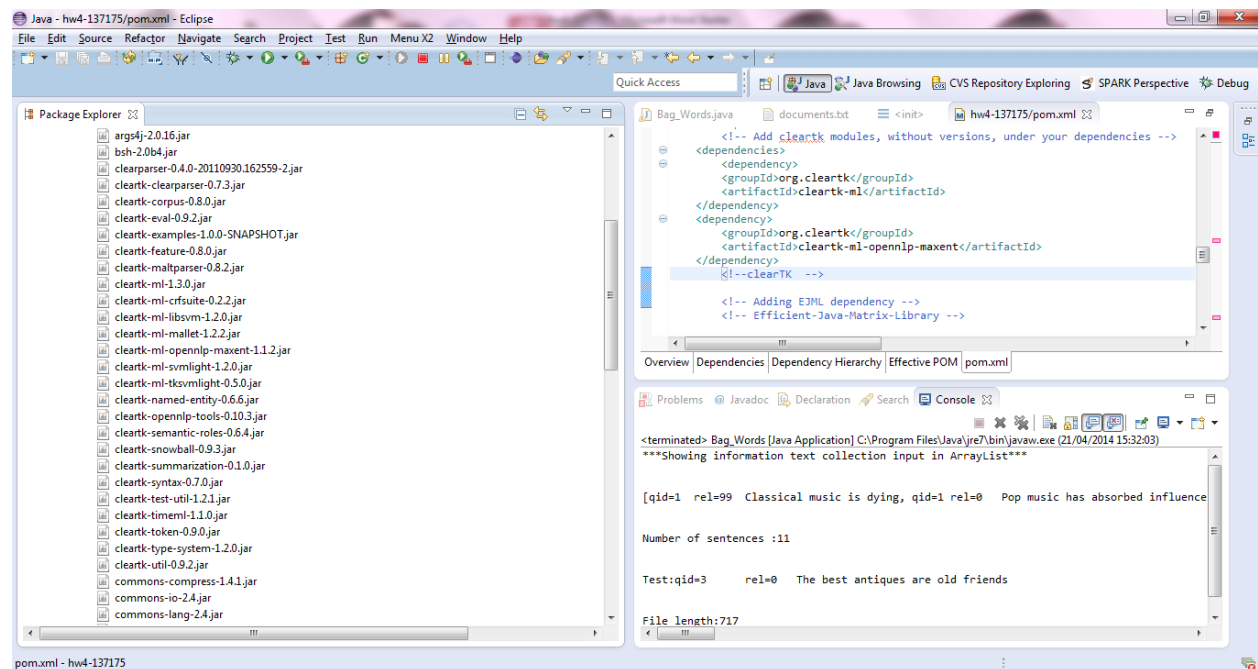 Java - hw4-137175/pom.xml - Eclipse
File Edit Source Refactor Navigate Search Project Test Run Menu X2 Window Help
Quick Access
Java Java Browsing CVS Repository Exploring SPARK Perspective Debug
Package Explorer
args4j-2.0.16.jar
bsh-2.0b4.jar
clearparser-0.4.0-20110930.162559-2.jar
cleartk-clearparser-0.7.3.jar
cleartk-corpus-0.8.0.jar
cleartk-eval-0.9.2.jar
cleartk-examples-1.0.0-SNAPSHOT.jar
cleartk-feature-0.8.0.jar
cleartk-maltparser-0.8.2.jar
cleartk-ml-1.3.0.jar
cleartk-ml-crfsuite-0.2.2.jar
cleartk-ml-libsvm-1.2.0.jar
cleartk-ml-mallet-1.2.2.jar
cleartk-ml-opennlp-maxent-1.1.2.jar
cleartk-ml-svmlight-1.2.0.jar
cleartk-ml-tksvmlight-0.5.0.jar
cleartk-named-entity-0.6.6.jar
cleartk-opennlp-tools-0.10.3.jar
cleartk-semantic-roles-0.6.4.jar
cleartk-snowball-0.9.3.jar
cleartk-summarization-0.1.0.jar
cleartk-syntax-0.7.0.jar
cleartk-test-util-1.2.1.jar
cleartk-timeml-1.1.0.jar
cleartk-token-0.9.0.jar
cleartk-type-system-1.2.0.jar
cleartk-util-0.9.2.jar
commons-compress-1.4.1.jar
commons-io-2.4.jar
commons-lang-2.4.jar
Bag_Words.java documents.txt <init> hw4-137175/pom.xml
<!-- Add cleartk modules, without versions, under your dependencies -->
<dependencies>
<dependency>
<groupId>org.cleartk</groupId>
<artifactId>cleartk-ml</artifactId>
</dependency>
<dependency>
<groupId>org.cleartk</groupId>
<artifactId>cleartk-ml-opennlp-maxent</artifactId>
</dependency>
<!--clearTK -->
<!-- Adding EJML dependency -->
<!-- Efficient-Java-Matrix-Library -->
Overview Dependencies Dependency Hierarchy Effective POM pom.xml
Problems @ Javadoc Declaration Search Console
<terminated> Bag_Words [Java Application] C:\Program Files\Java\jre7\bin\javaw.exe (21/04/2014 15:32:03)
***Showing information text collection input in ArrayList***
[qid=1 rel=99 Classical music is dying, qid=1 rel=0 Pop music has absorbed influence
Number of sentences :11
Test:qid=3 rel=0 The best antiques are old friends
File length:717
pom.xml - hw4-137175